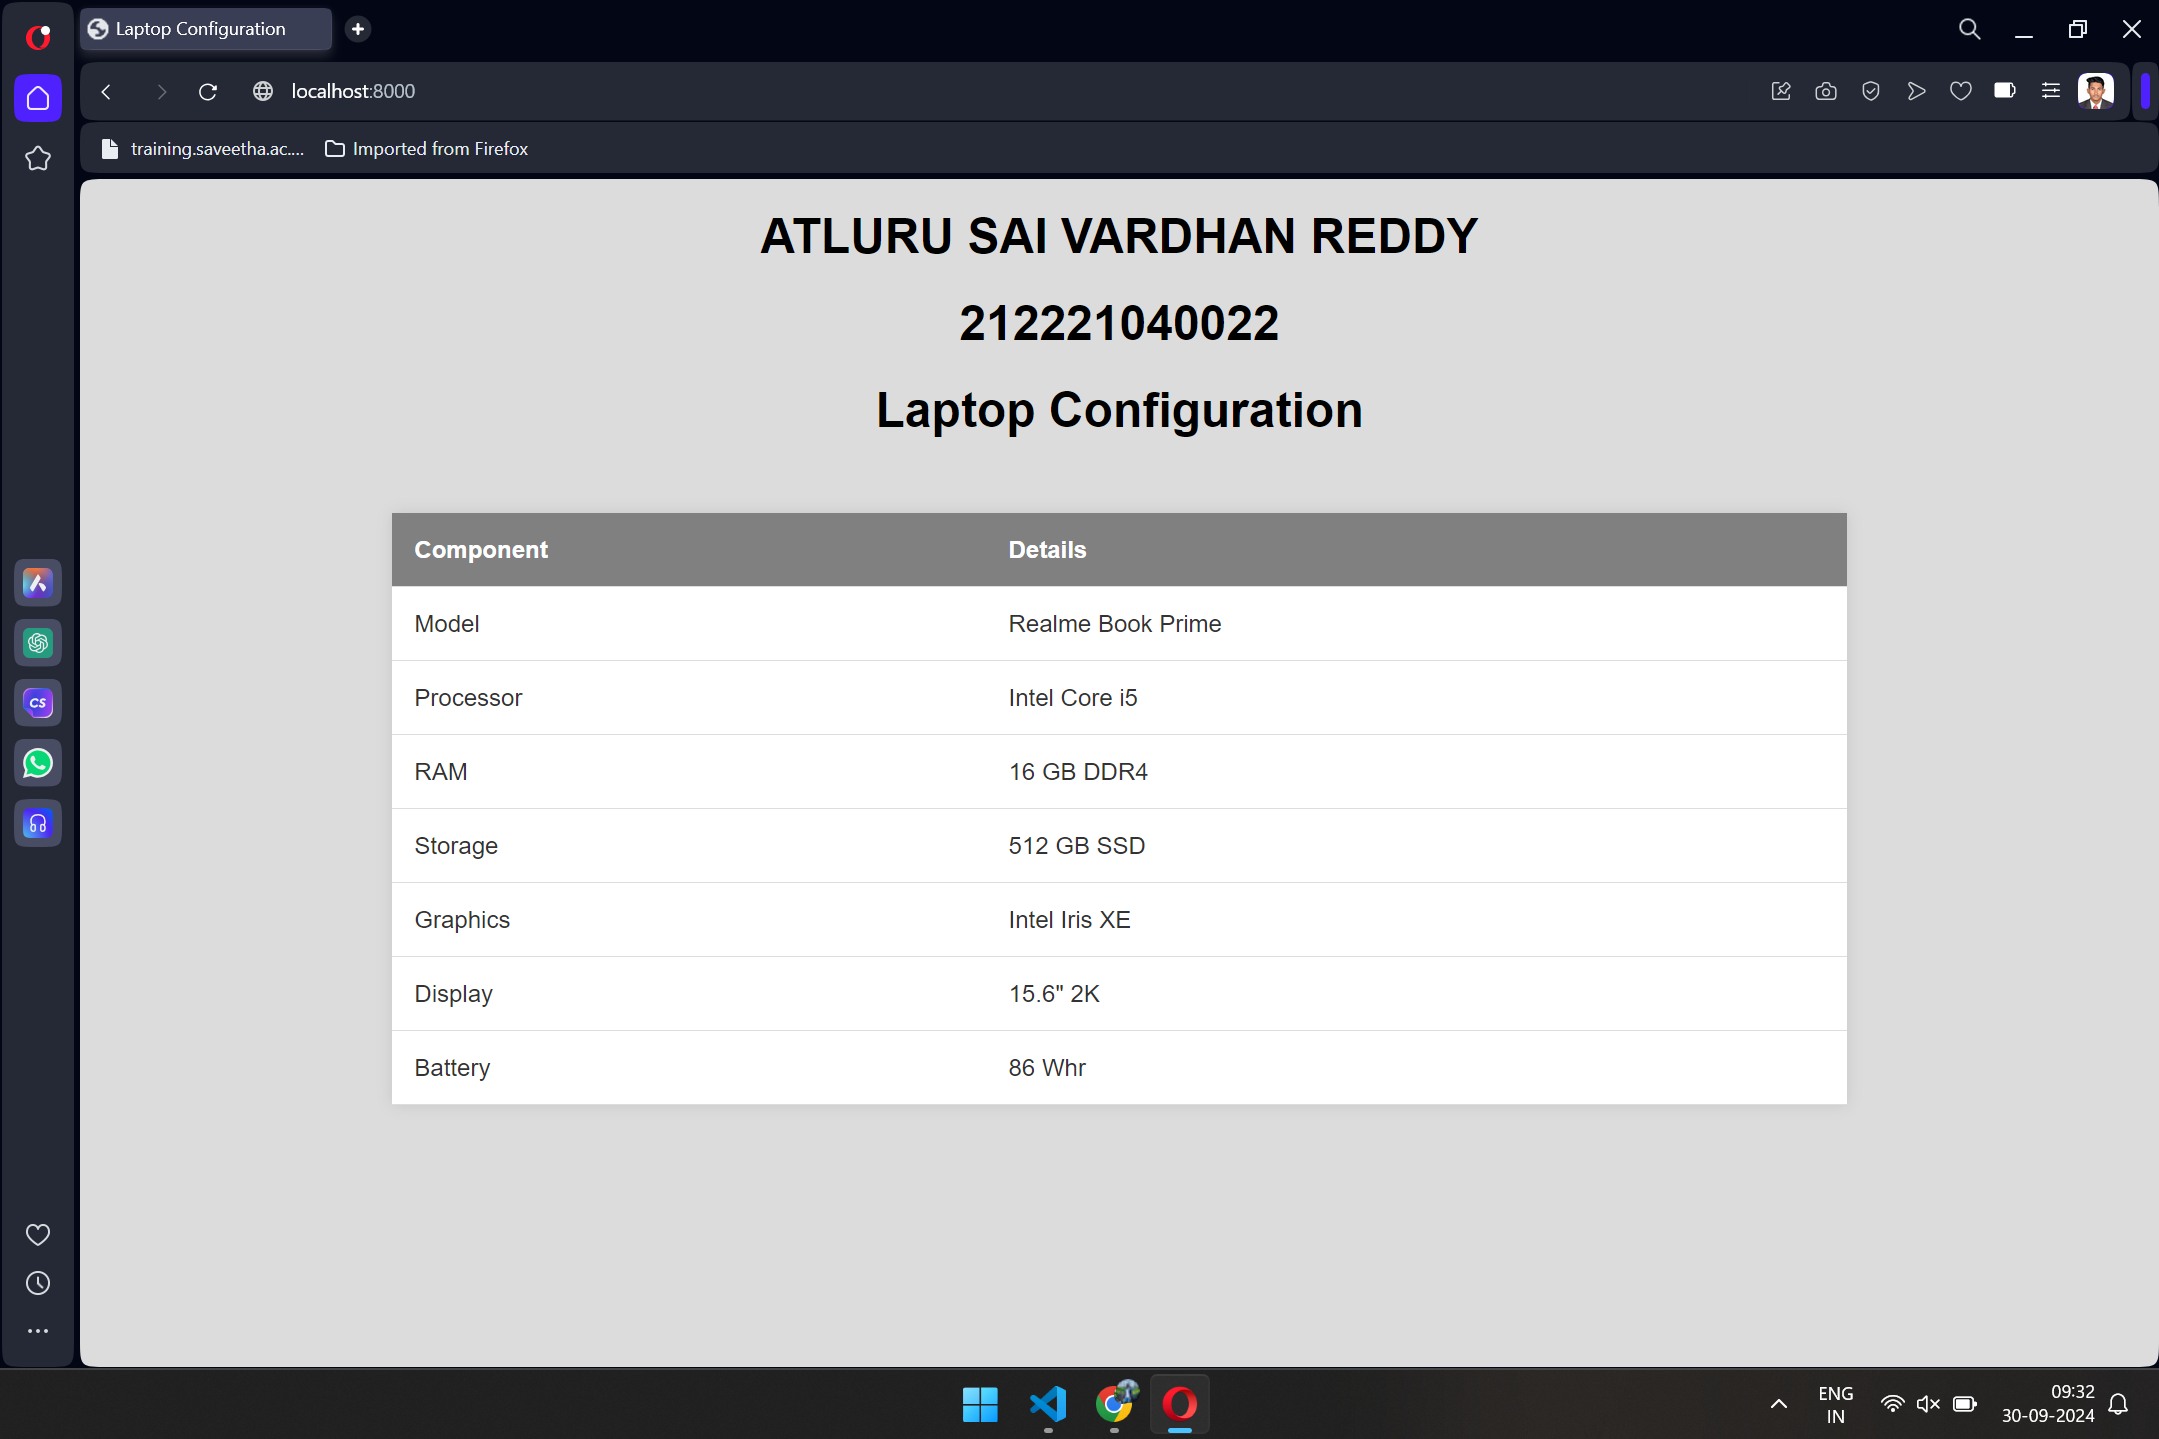 Laptop Configuration
localhost:8000
training.saveetha.ac....
Imported from Firefox
ATLURU SAI VARDHAN REDDY
212221040022
Laptop Configuration
Component Details
Model Realme Book Prime
Processor Intel Core i5
RAM 16 GB DDR4
Storage 512 GB SSD
Graphics Intel Iris XE
Display 15.6" 2K
Battery 86 Whr
CS
ENG
IN
09:32
30-09-2024